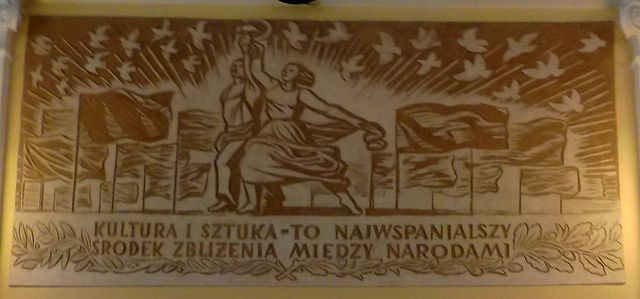 KULTURA I SZTUKA-TO NAJWSPANIALSZY
ŚRODEK ZBLIŻENIA MIĘDZY NARODAMI